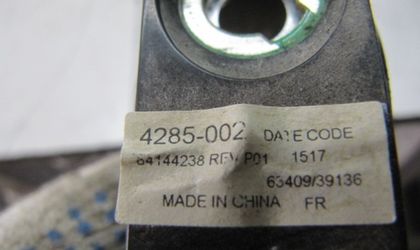 4285-002 DATE CODE
84144238 REV P01 1517
63409/39136
MADE IN CHINA FR